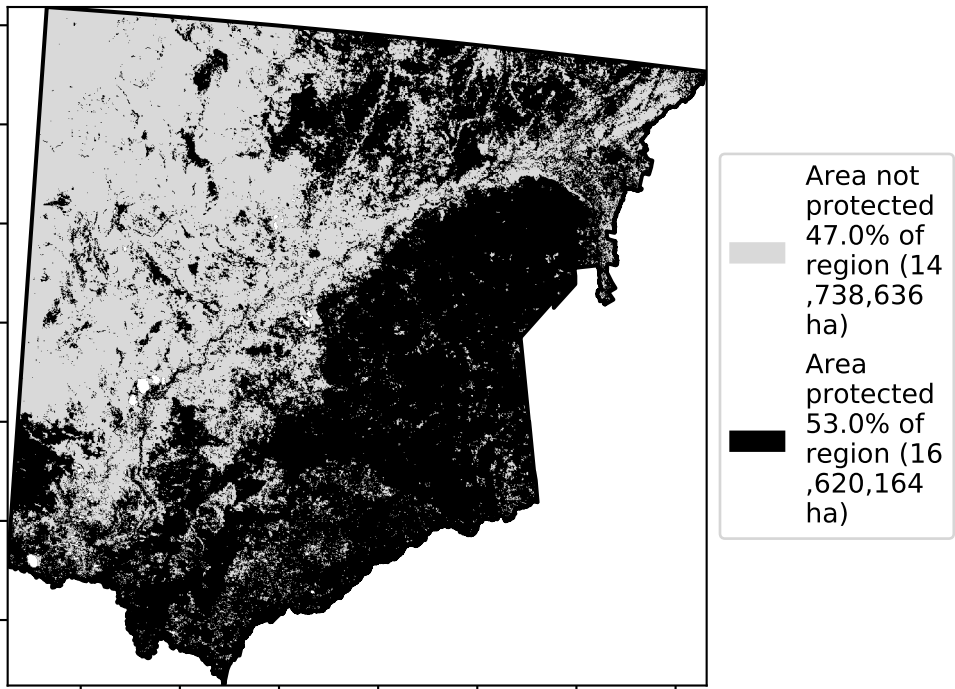 Area not
protected
47.0% of
region (14
,738,636
ha)
Area
protected
53.0% of
region (16
,620,164
ha)